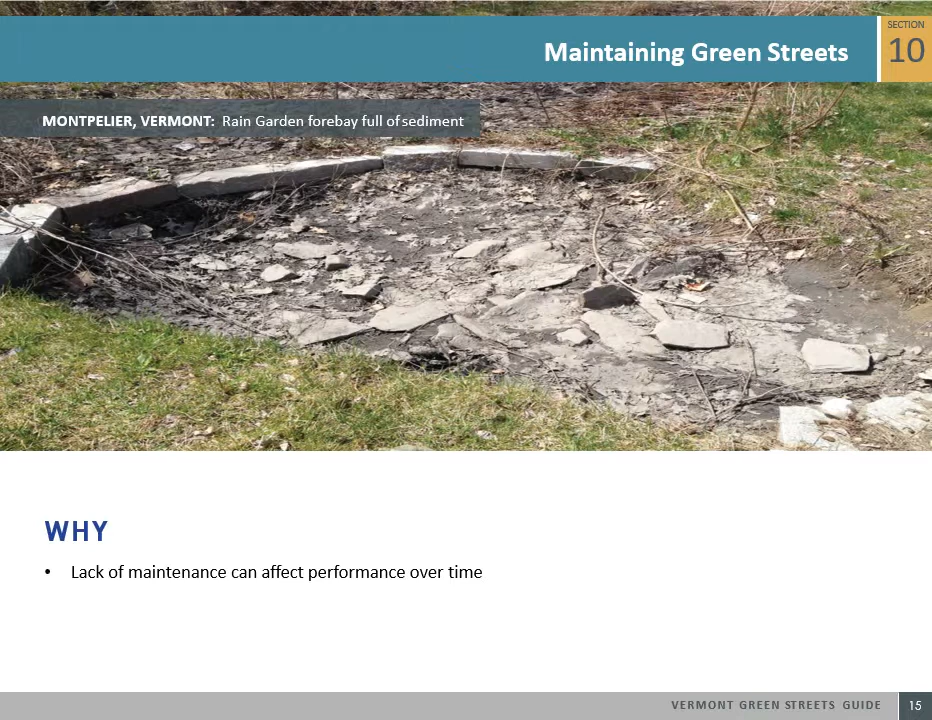 SECTION
Maintaining Green Streets
10
MONTPELIER, VERMONT: Rain Garden forebay full of sediment
WHY
• Lack of maintenance can affect performance over time
VERMONT GREEN STREETS GUIDE
15